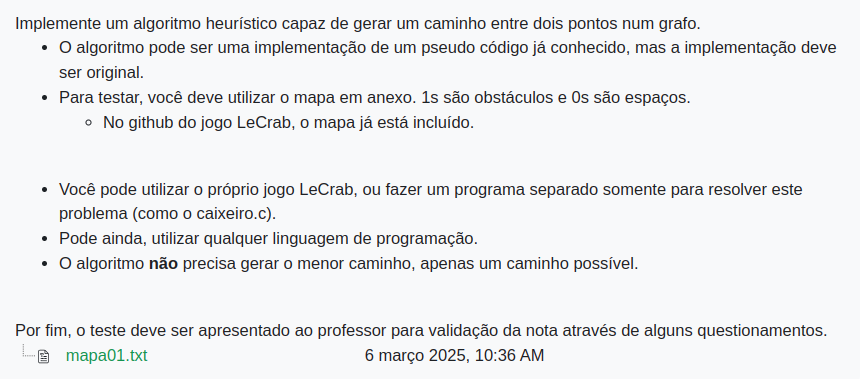 Implemente um algoritmo heurístico capaz de gerar um caminho entre dois pontos num grafo.
• O algoritmo pode ser uma implementação de um pseudo código já conhecido, mas a implementação deve
ser original.
• Para testar, você deve utilizar o mapa em anexo. 1s são obstáculos e 0s são espaços.
◦ No github do jogo LeCrab, o mapa já está incluído.
• Você pode utilizar o próprio jogo LeCrab, ou fazer um programa separado somente para resolver este
problema (como o caixeiro.c).
• Pode ainda, utilizar qualquer linguagem de programação.
• O algoritmo não precisa gerar o menor caminho, apenas um caminho possível.
Por fim, o teste deve ser apresentado ao professor para validação da nota através de alguns questionamentos.
mapa01.txt 6 março 2025, 10:36 AM